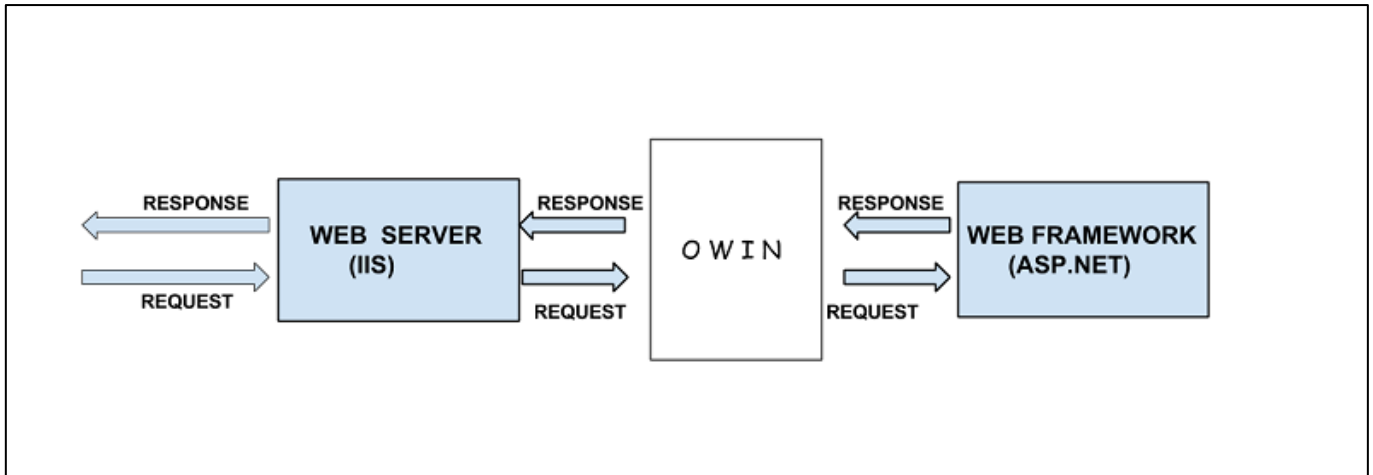 RESPONSE
REQUEST
WEB SERVER
(IIS)
RESPONSE
REQUEST
OWIN
RESPONSE
REQUEST
WEB FRAMEWORK
(ASP.NET)